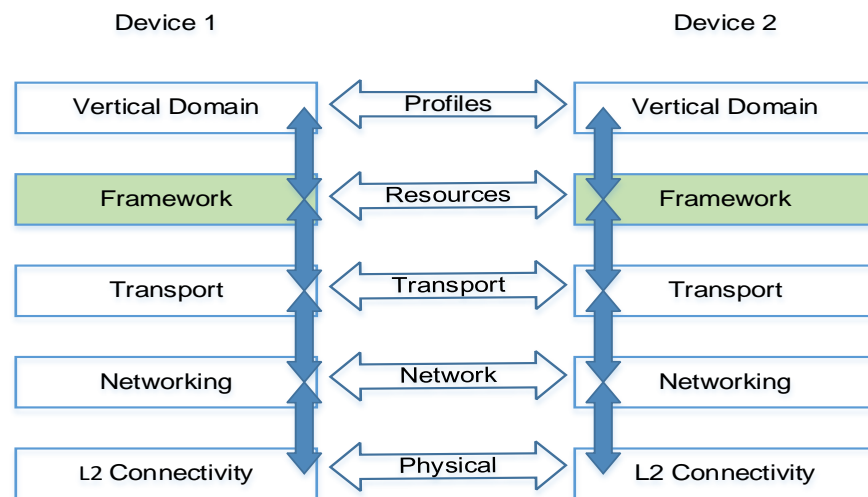 Device 1
Device 2
Vertical Domain
Profiles
Vertical Domain
Framework
Resources
Framework
Transport
Transport
Transport
Networking
Network
Networking
L2 Connectivity
Physical
L2 Connectivity